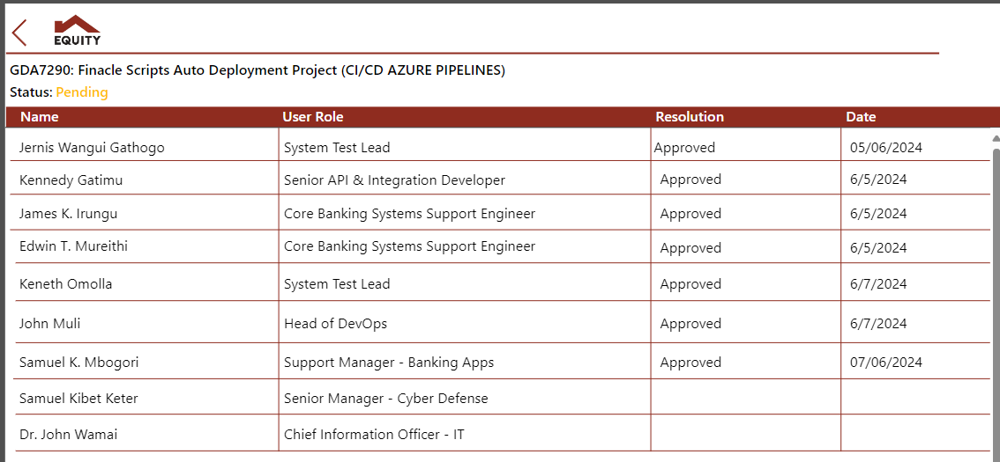 EQUITY
GDA7290: Finacle Scripts Auto Deployment Project (CI/CD AZURE PIPELINES)
Status: Pending
Name User Role Resolution Date
Jernis Wangui Gathogo System Test Lead Approved 05/06/2024
Kennedy Gatimu Senior API & Integration Developer Approved 6/5/2024
James K. Irungu Core Banking Systems Support Engineer Approved 6/5/2024
Edwin T. Mureithi Core Banking Systems Support Engineer Approved 6/5/2024
Keneth Omolla System Test Lead Approved 6/7/2024
John Muli Head of DevOps Approved 6/7/2024
Samuel K. Mbogori Support Manager - Banking Apps Approved 07/06/2024
Samuel Kibet Keter Senior Manager - Cyber Defense
Dr. John Wamai Chief Information Officer - IT